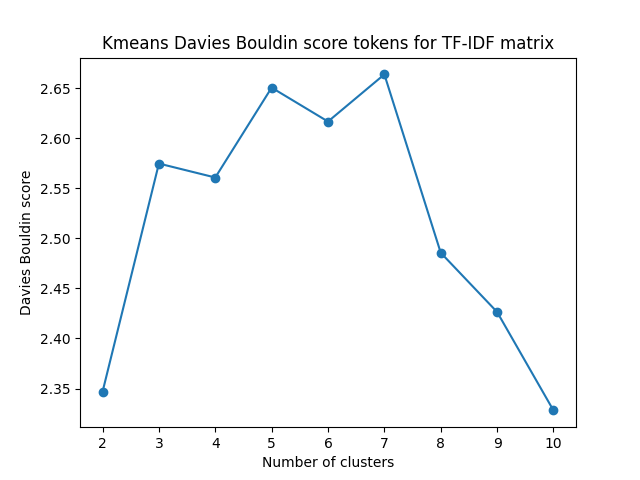 Kmeans Davies Bouldin score tokens for TF-IDF matrix
2.65
2.60
2.55
2.50
2.45
2.40
2.35
Davies Bouldin score
2 3 4 5 6 7 8 9 10
Number of clusters